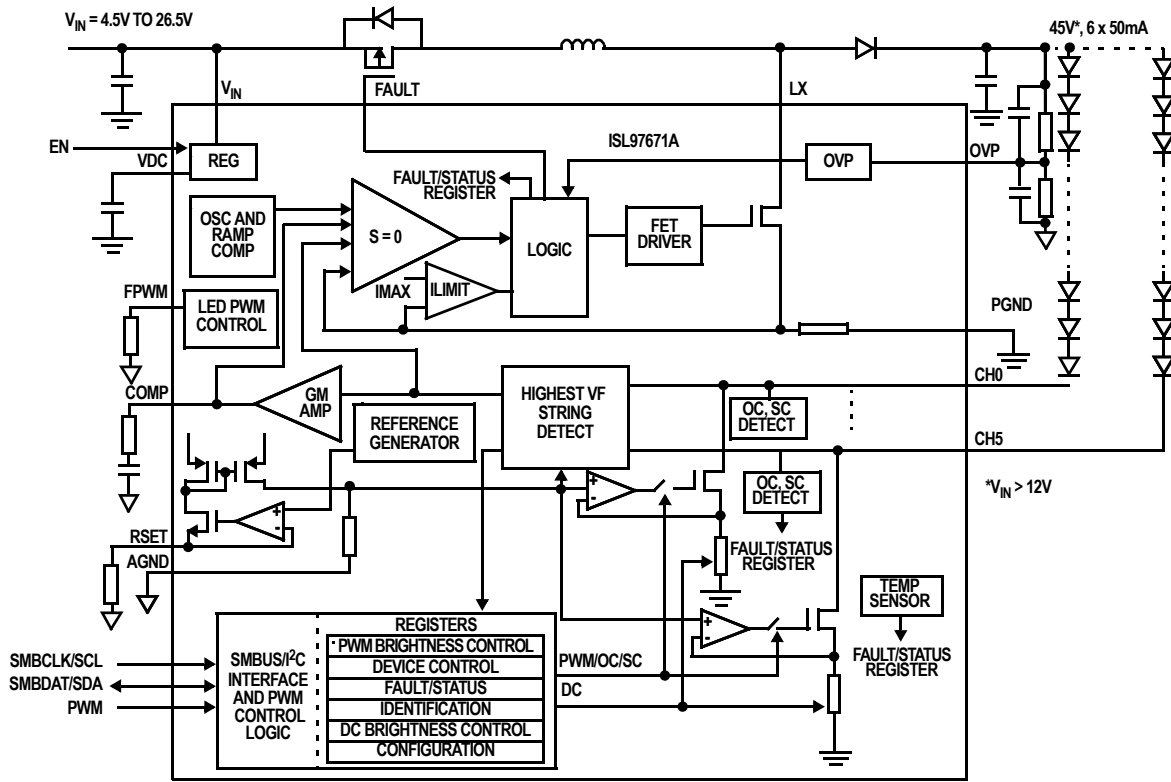 V_IN = 4.5V TO 26.5V
45V*, 6 x 50mA
V_IN
FAULT
LX
ISL97671A
EN
VDC
REG
OVP
OVP
FAULT/STATUS
REGISTER
OSC AND
RAMP
COMP
S = 0
LOGIC
FET
DRIVER
IMAX
ILIMIT
FPWM
LED PWM
CONTROL
PGND
COMP
GM
AMP
HIGHEST VF
STRING
DETECT
CH0
OC, SC
DETECT
REFERENCE
GENERATOR
CH5
OC, SC
DETECT
*V_IN > 12V
+
-
+
-
RSET
AGND
FAULT/STATUS
REGISTER
TEMP
SENSOR
+
-
FAULT/STATUS
REGISTER
REGISTERS
PWM BRIGHTNESS CONTROL
DEVICE CONTROL
FAULT/STATUS
IDENTIFICATION
DC BRIGHTNESS CONTROL
CONFIGURATION
PWM/OC/SC
DC
SMBCLK/SCL
SMBDAT/SDA
PWM
SMBUS/I²C
INTERFACE
AND PWM
CONTROL
LOGIC